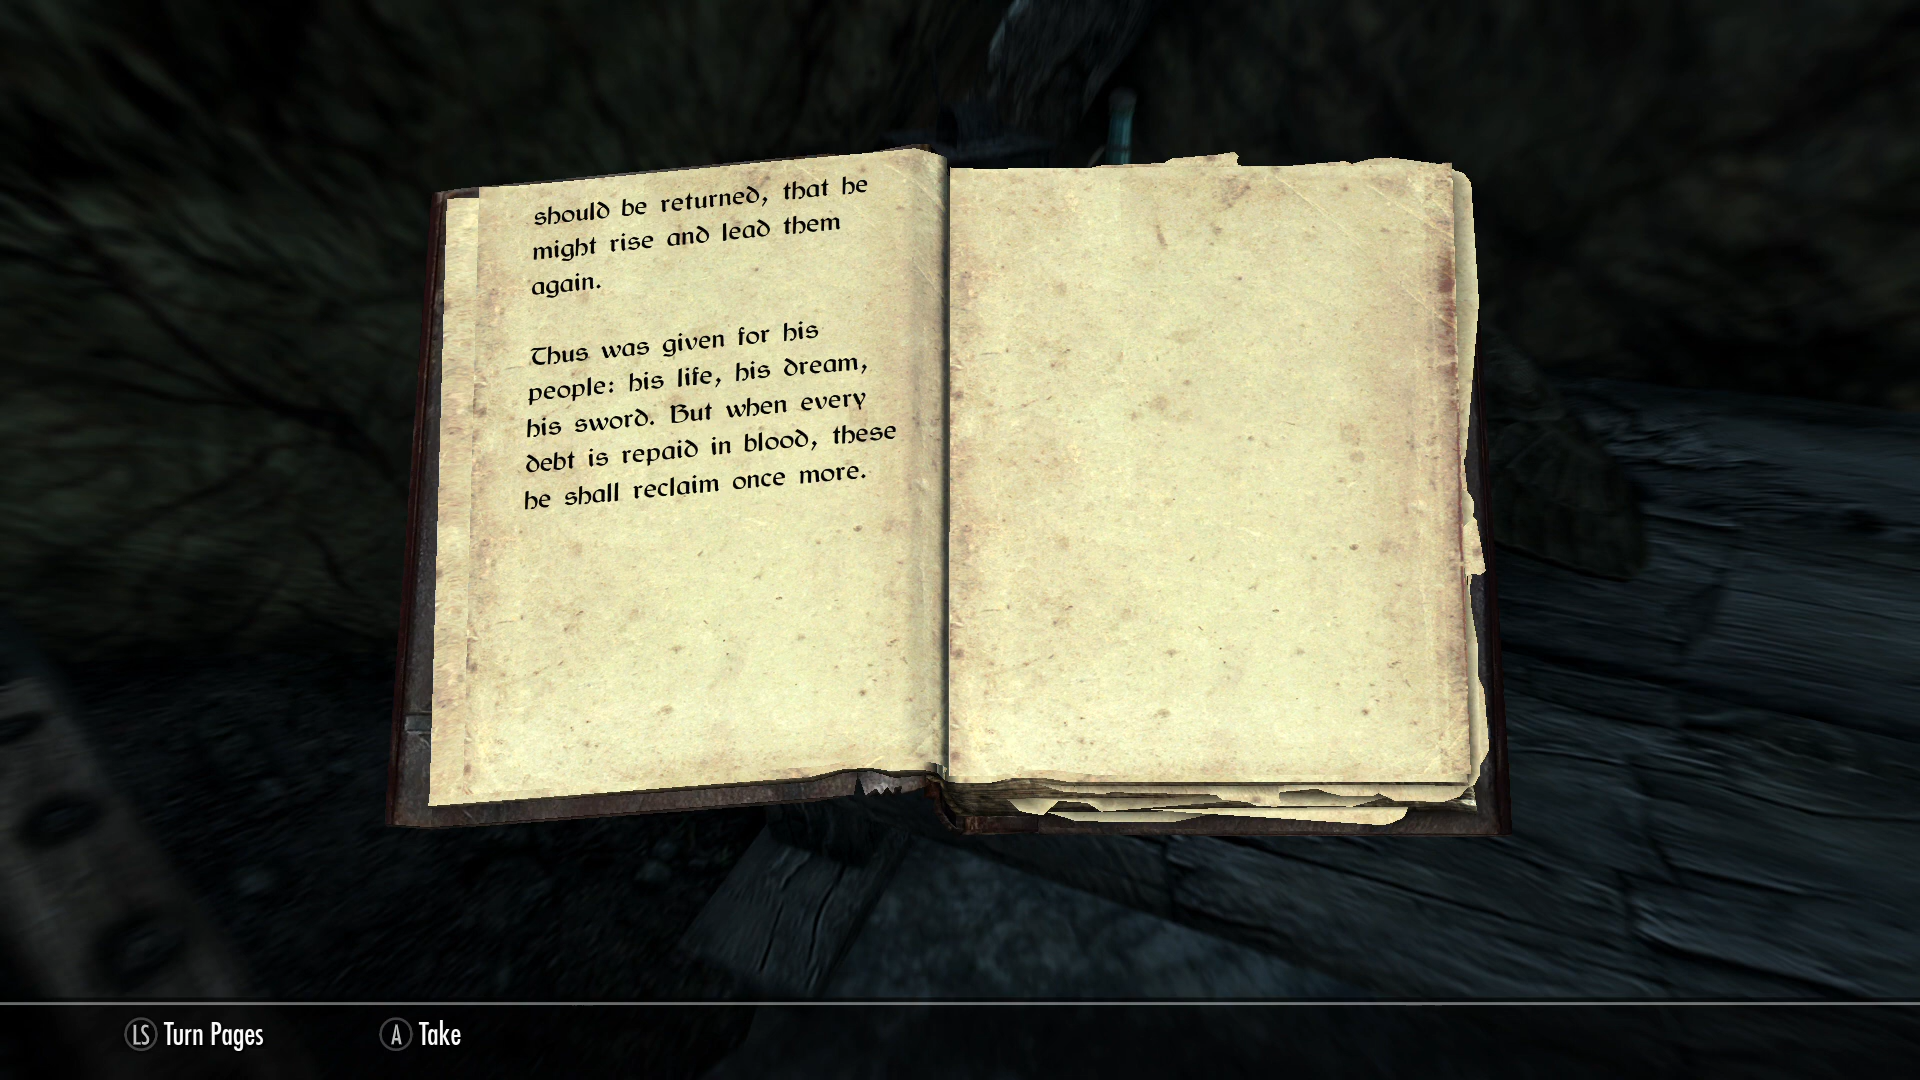 should be returned, that he
might rise and lead them
again.
Thus was given for his
people: his life, his dream,
his sword. But when every
debt is repaid in blood, these
he shall reclaim once more.
LS Turn Pages
A Take